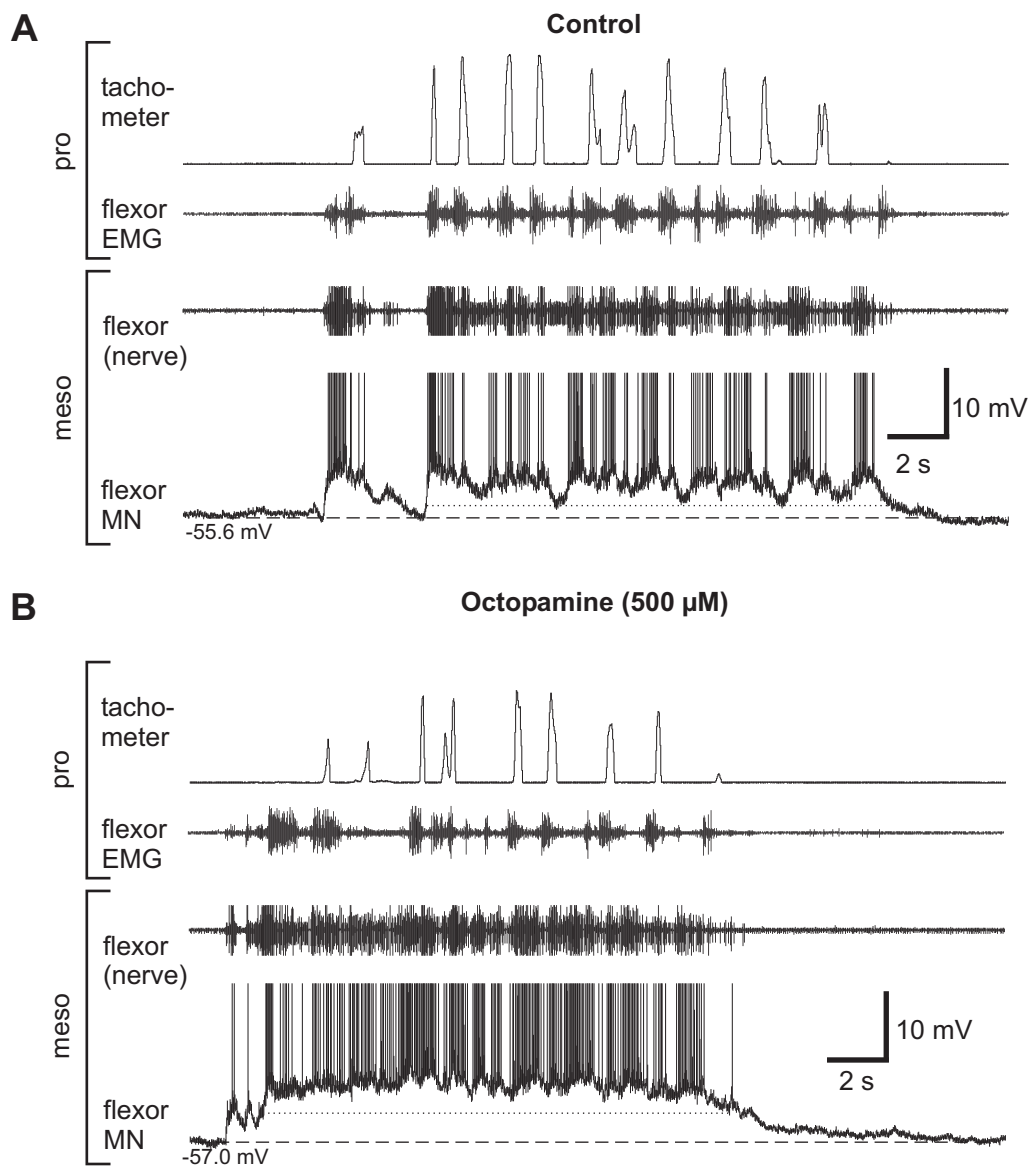 A
Control
pro
tacho-
meter
flexor
EMG
meso
flexor
(nerve)
10 mV
2 s
flexor
MN
-55.6 mV
B
Octopamine (500 µM)
pro
tacho-
meter
flexor
EMG
meso
flexor
(nerve)
10 mV
2 s
flexor
MN
-57.0 mV